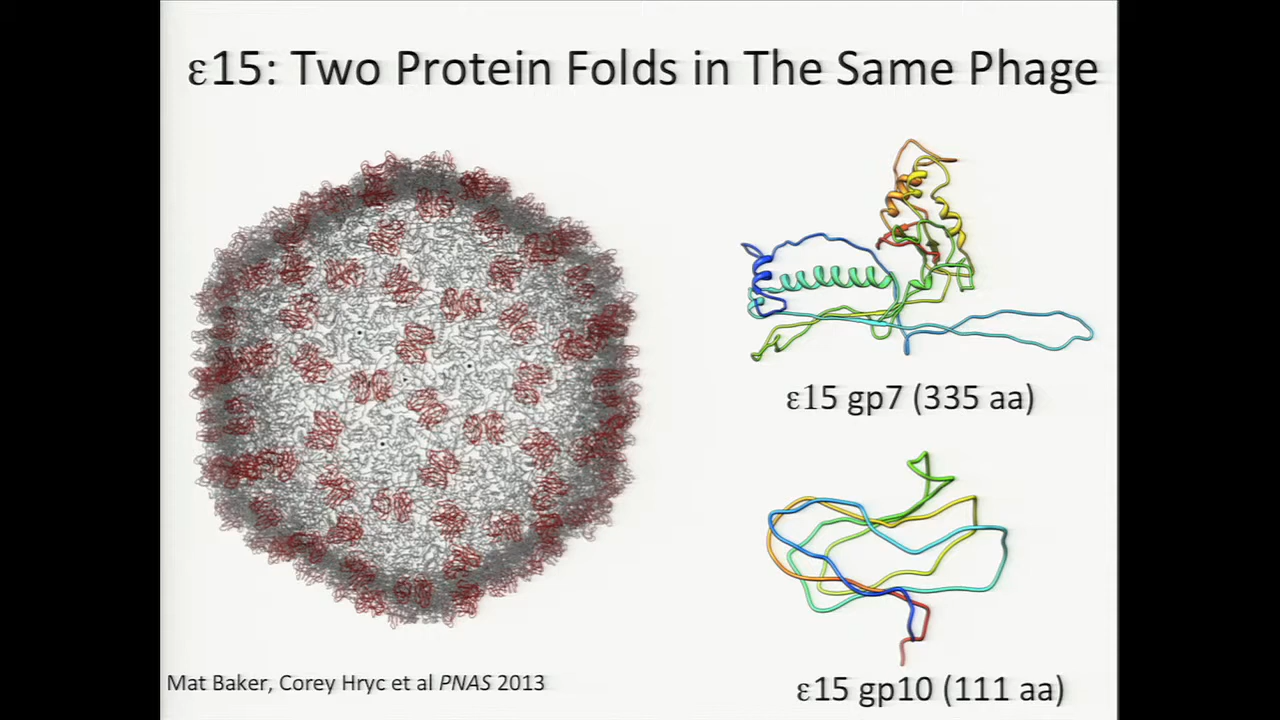 ε15: Two Protein Folds in The Same Phage
ε15 gp7 (335 aa)
ε15 gp10 (111 aa)
Mat Baker, Corey Hryc et al PNAS 2013